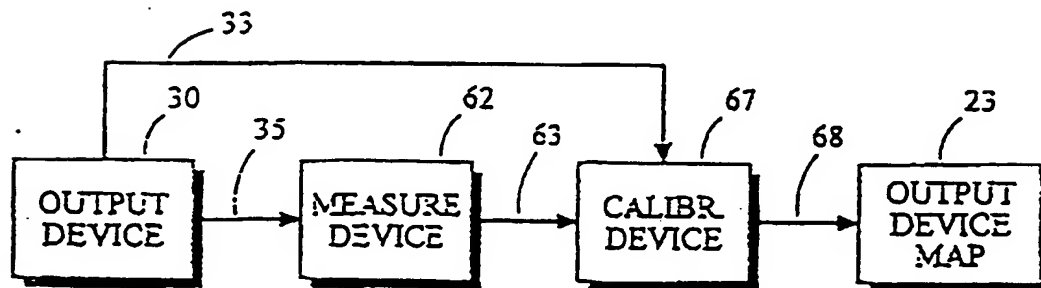 33
30
35
62
63
67
68
23
OUTPUT
DEVICE
MEASURE
DEVICE
CALIBR
DEVICE
OUTPUT
DEVICE
MAP